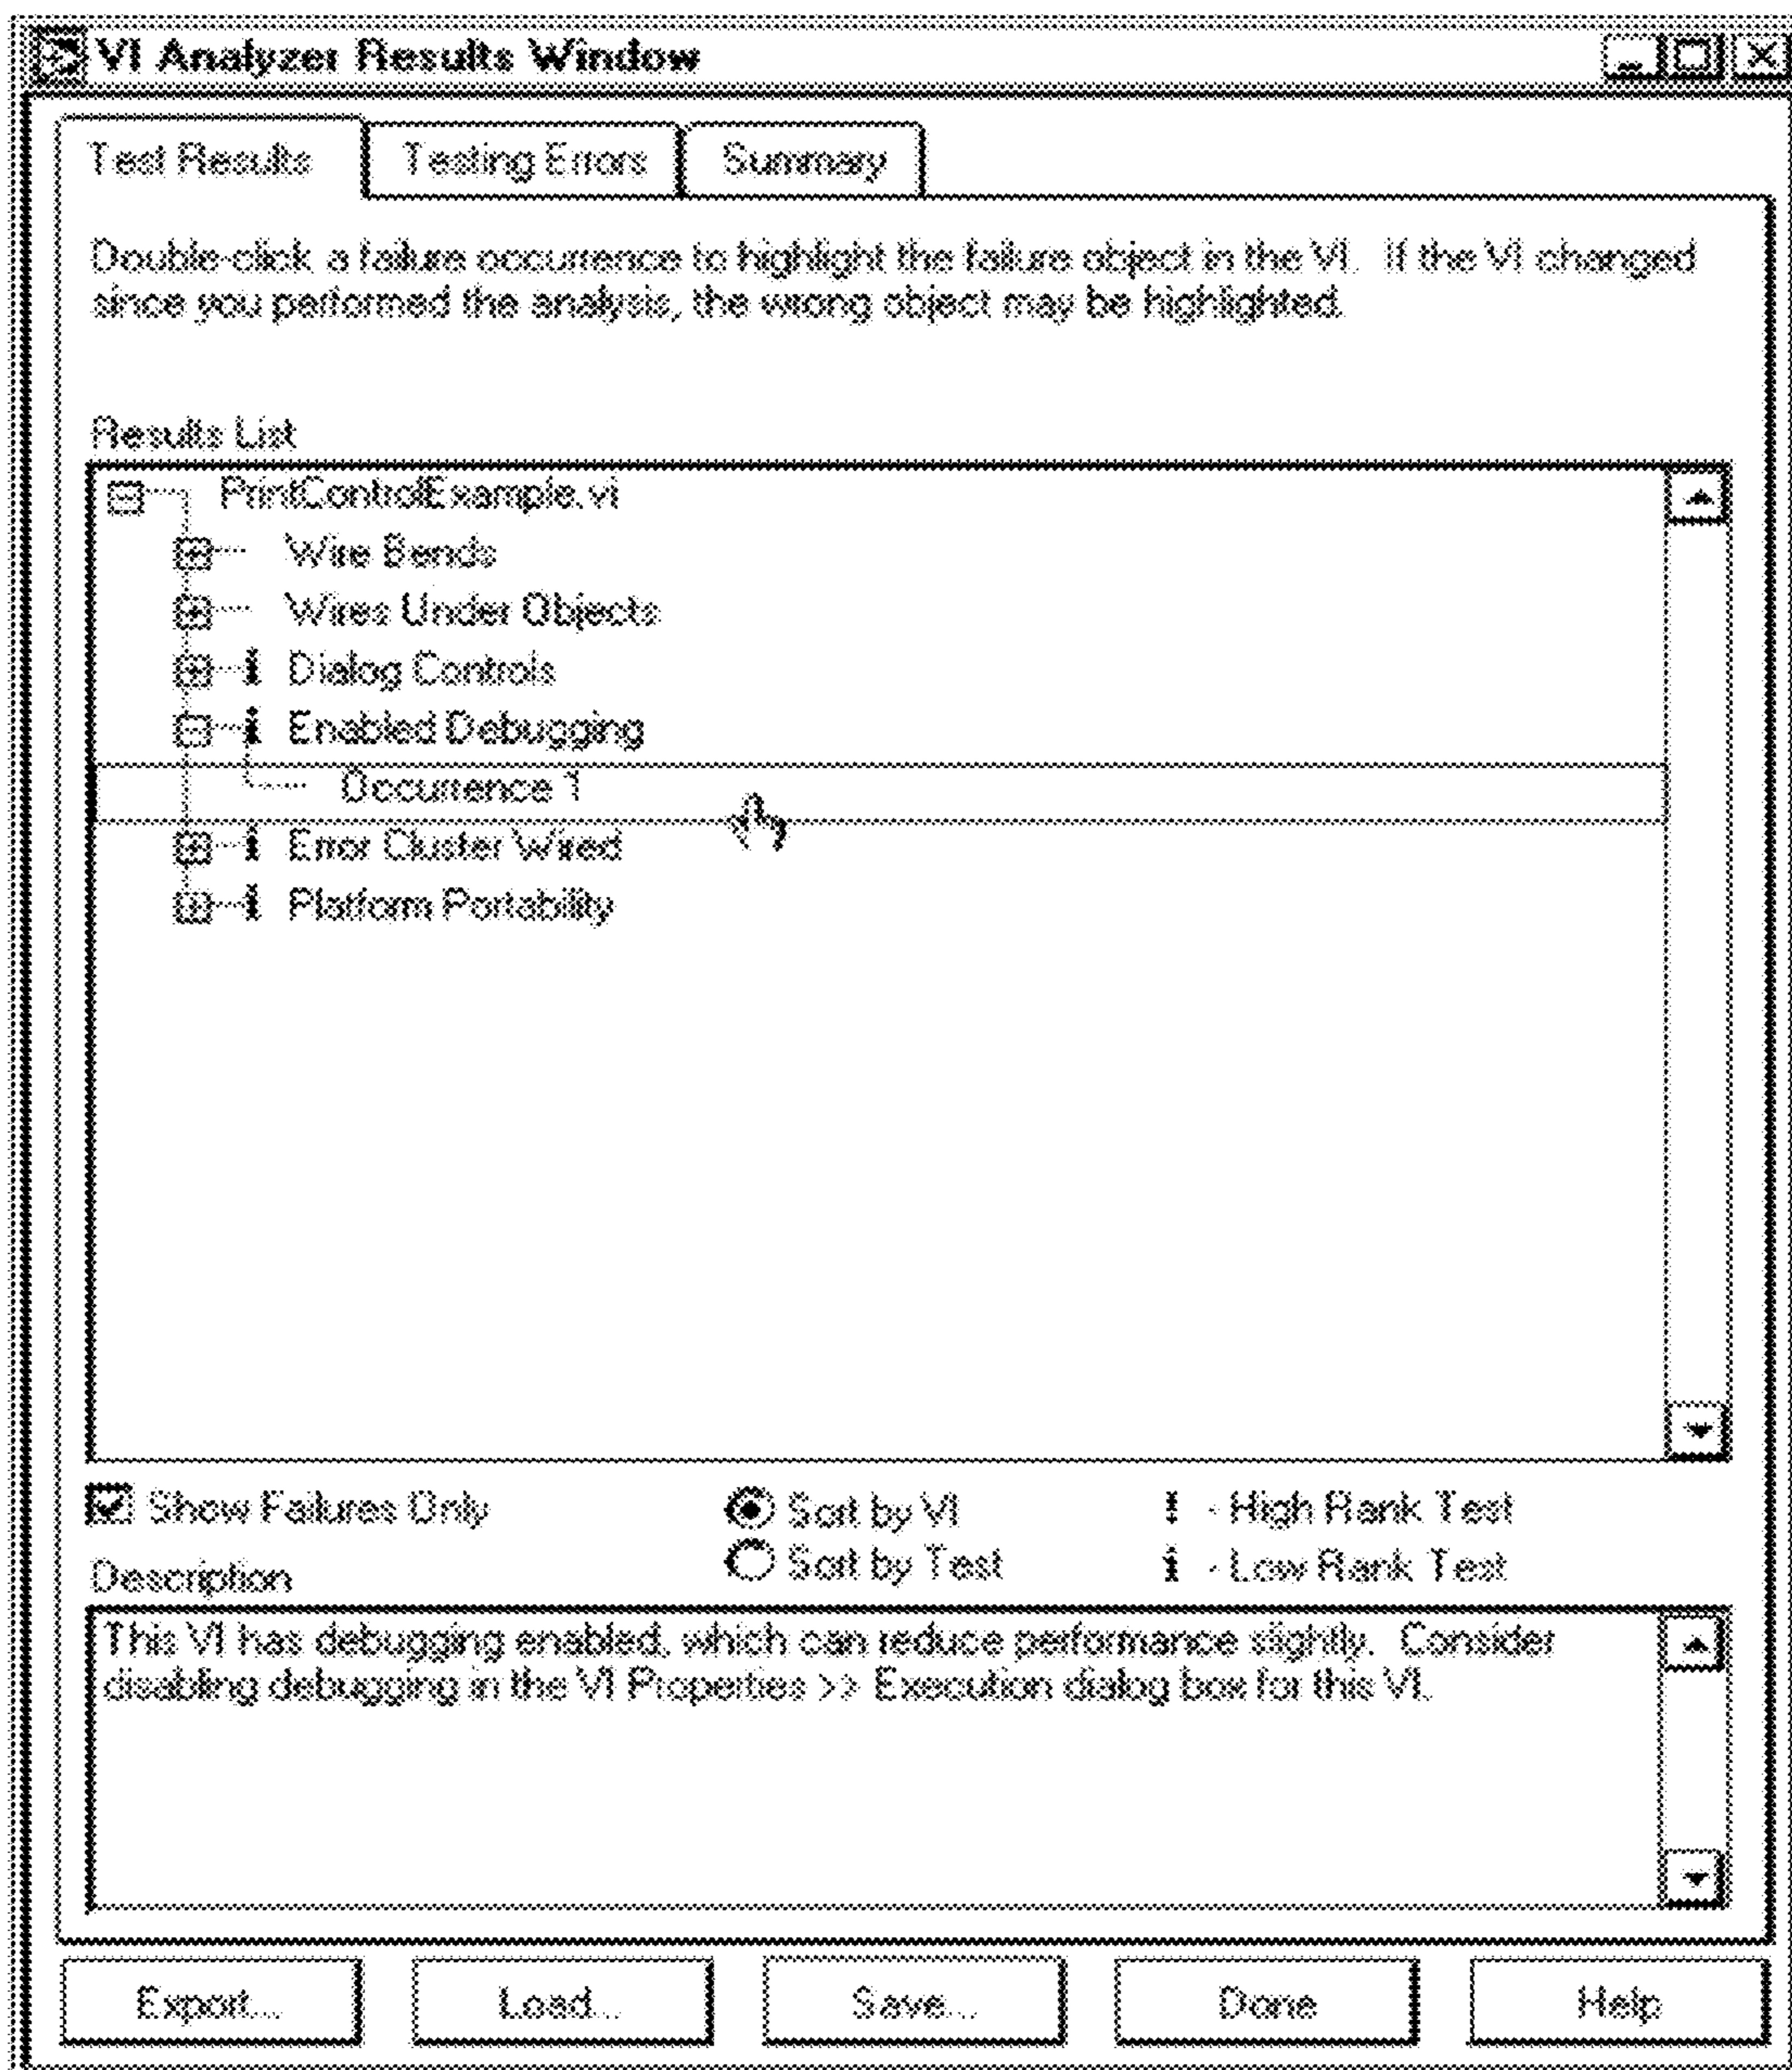 VI Analyzer Results Window
Test Results Testing Errors Summary
Double-click a failure occurrence to highlight the failure object in the VI. If the VI changed
since you performed the analysis, the wrong object may be highlighted.
Results List
PrintControlExample.vi
Wire Bends
Wires Under Objects
i Dialog Controls
i Enabled Debugging
Occurrence 1
i Error Cluster Wired
i Platform Portability
Show Failures Only Sort by VI ! - High Rank Test
Sort by Test i - Low Rank Test
Description
This VI has debugging enabled, which can reduce performance slightly. Consider
disabling debugging in the VI Properties >> Execution dialog box for this VI.
Export... Load... Save... Done Help